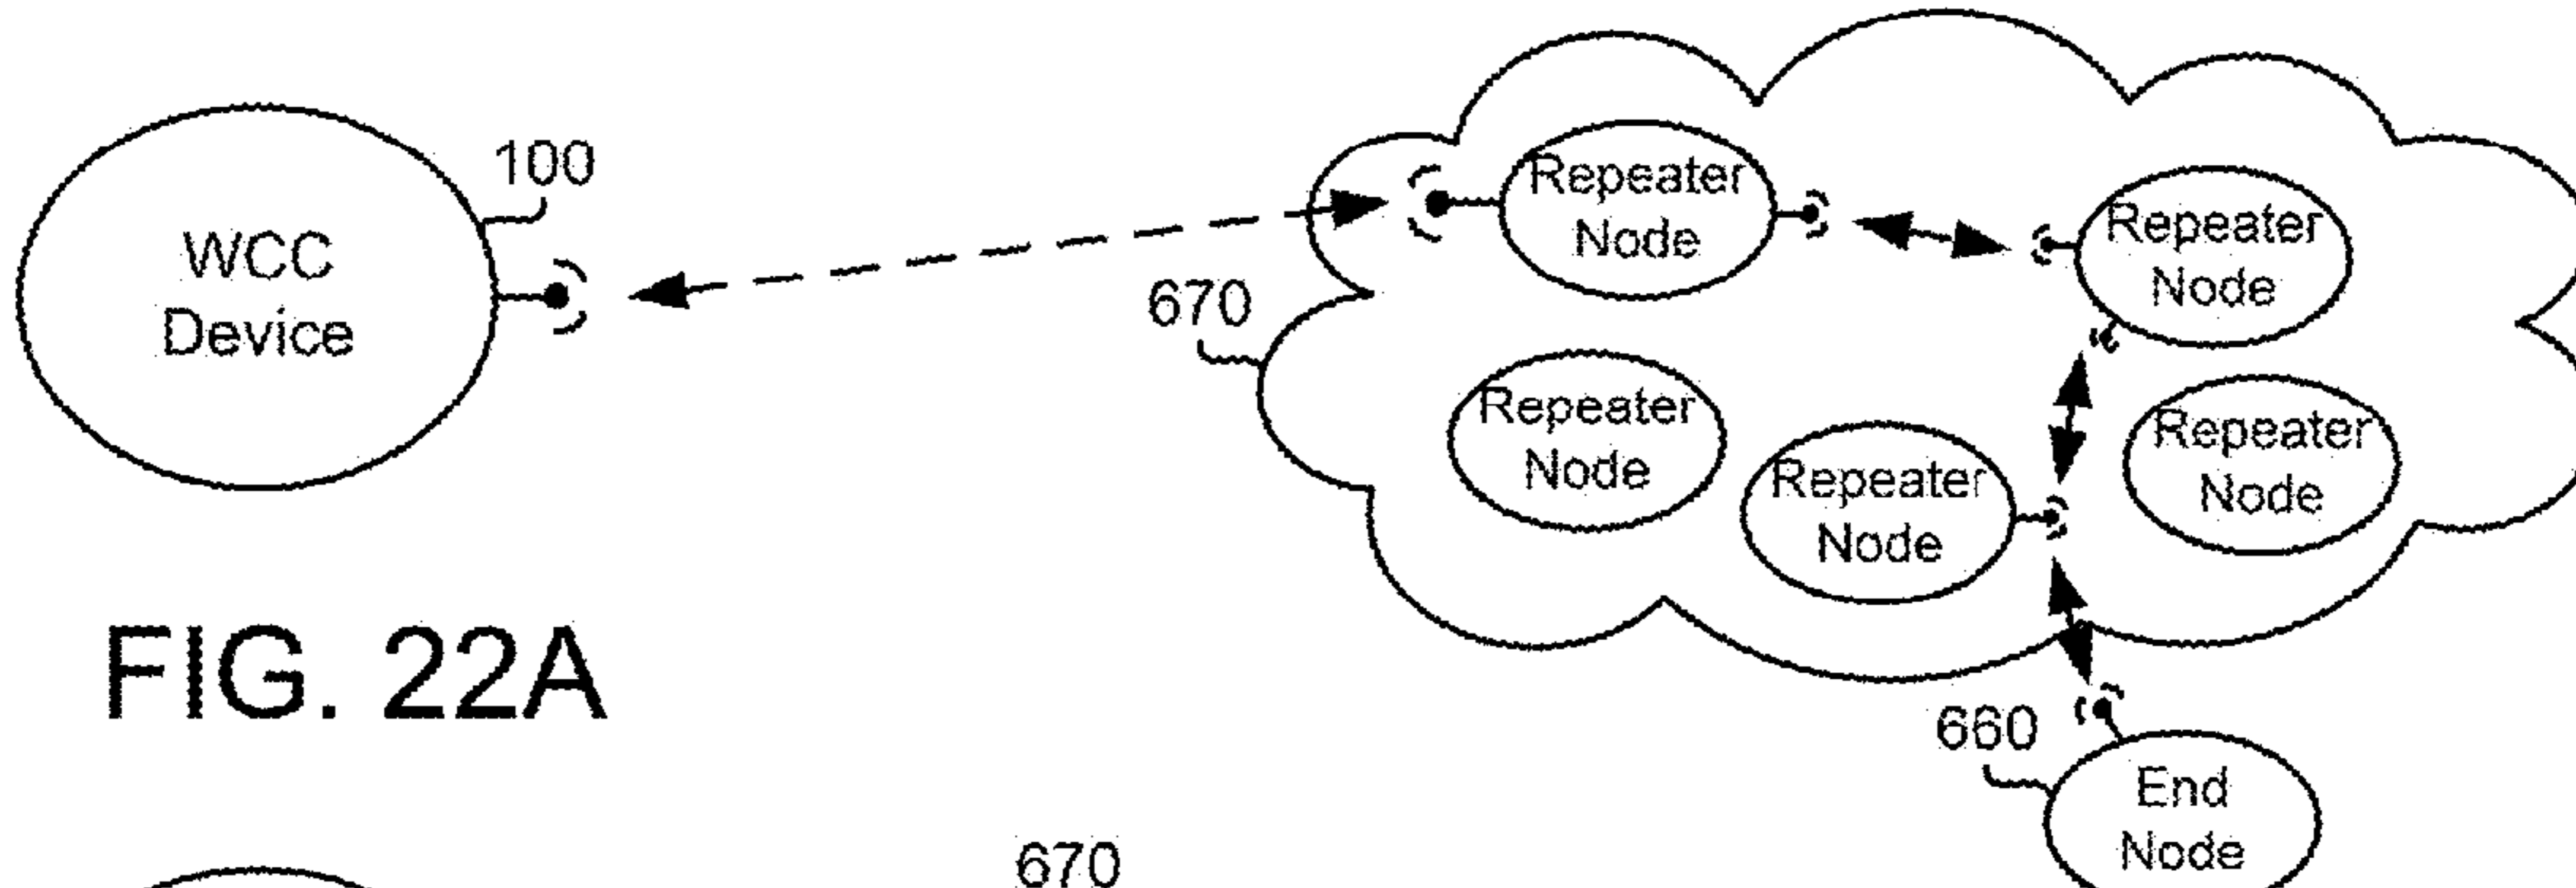 100
WCC
Device
Repeater
Node
Repeater
Node
670
Repeater
Node
Repeater
Node
Repeater
Node
FIG. 22A
660
End
Node
670